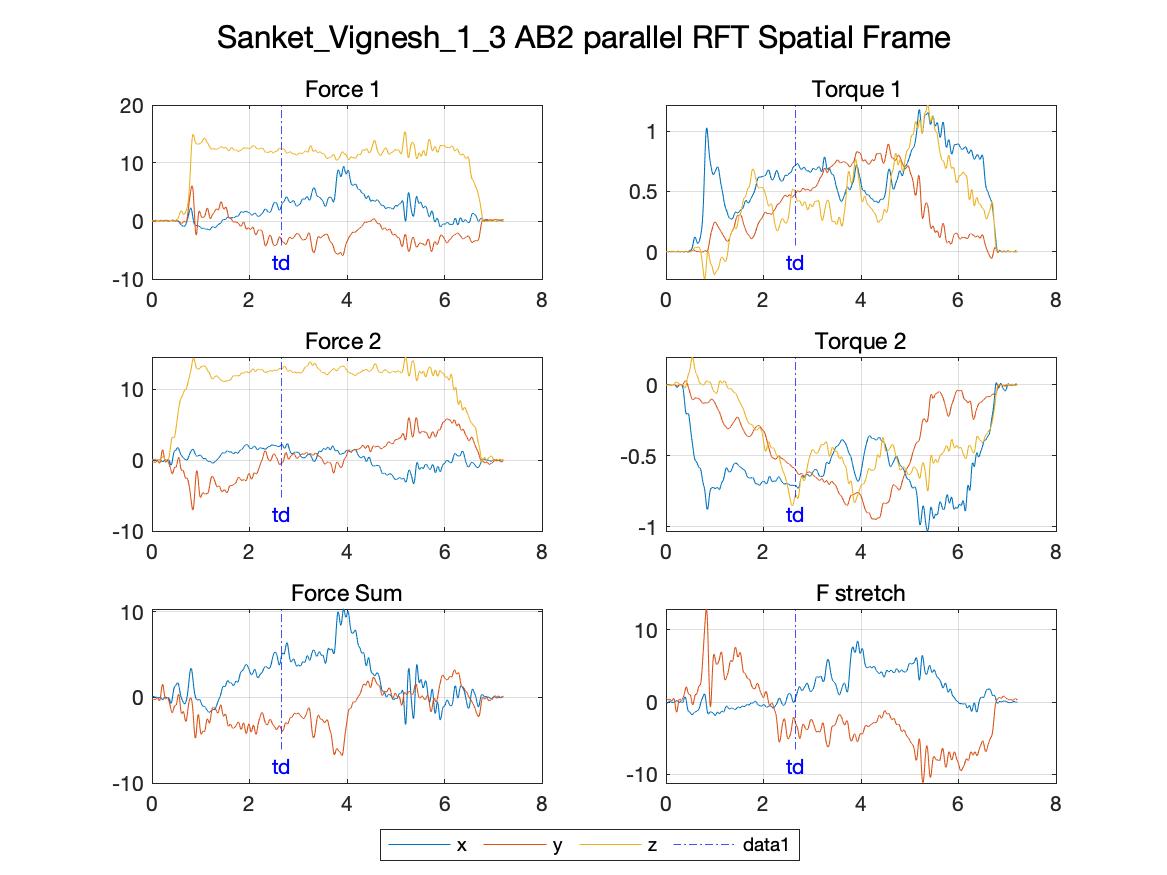 Sanket_Vignesh_1_3 AB2 parallel RFT Spatial Frame
Force 1
20
10
0
-10
td
0 2 4 6 8
Torque 1
1
0.5
0
td
0 2 4 6 8
Force 2
10
0
-10
td
0 2 4 6 8
Torque 2
0
-0.5
-1
td
0 2 4 6 8
Force Sum
10
0
-10
td
0 2 4 6 8
F stretch
10
0
-10
td
0 2 4 6 8
x y z data1